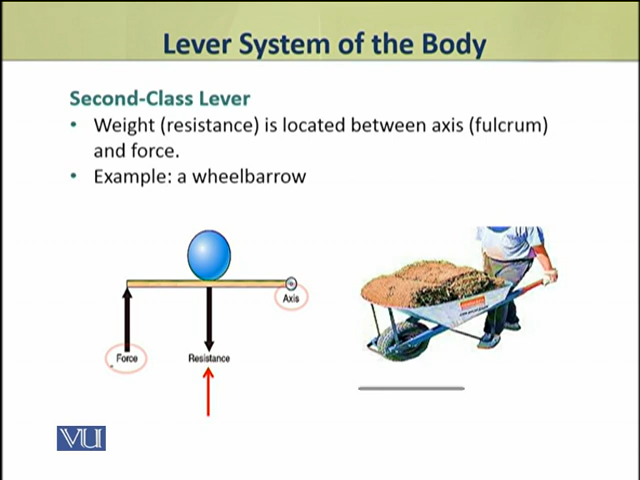 Lever System of the Body
Second-Class Lever
• Weight (resistance) is located between axis (fulcrum)
and force.
• Example: a wheelbarrow
Axis
Force
Resistance
VU